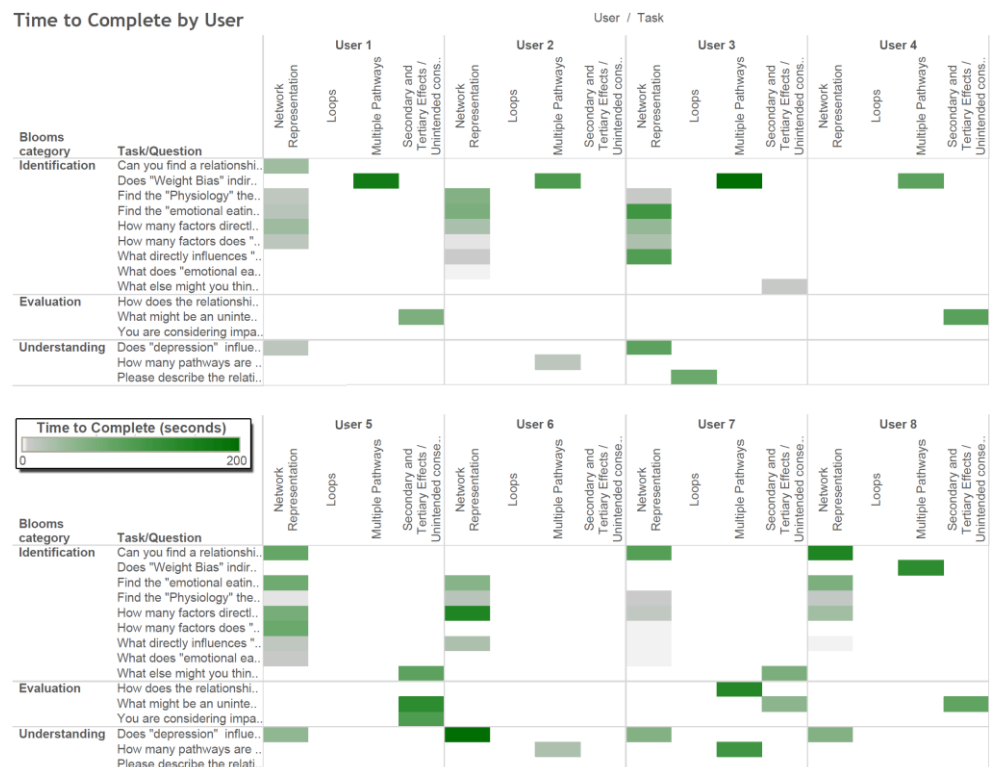 Time to Complete by User
User / Task
User 1 User 2 User 3 User 4
Network
Representation
Loops
Multiple Pathways
Secondary and
Tertiary Effects /
Unintended cons..
Network
Representation
Loops
Multiple Pathways
Secondary and
Tertiary Effects /
Unintended cons..
Network
Representation
Loops
Multiple Pathways
Secondary and
Tertiary Effects /
Unintended cons..
Network
Representation
Loops
Multiple Pathways
Secondary and
Tertiary Effects /
Unintended cons..
Blooms
category Task/Question
Identification Can you find a relationshi..
Does "Weight Bias" indir..
Find the "Physiology" the..
Find the "emotional eatin..
How many factors directl..
How many factors does "..
What directly influences "..
What does "emotional ea..
What else might you thin..
Evaluation How does the relationshi..
What might be an uninte..
You are considering impa..
Understanding Does "depression" influe..
How many pathways are ..
Please describe the relati..
Time to Complete (seconds)
0 200
User 5 User 6 User 7 User 8
Network
Representation
Loops
Multiple Pathways
Secondary and
Tertiary Effects /
Unintended conse..
Network
Representation
Loops
Multiple Pathways
Secondary and
Tertiary Effects /
Unintended conse..
Network
Representation
Loops
Multiple Pathways
Secondary and
Tertiary Effects /
Unintended conse..
Network
Representation
Loops
Multiple Pathways
Secondary and
Tertiary Effects /
Unintended conse..
Blooms
category Task/Question
Identification Can you find a relationshi..
Does "Weight Bias" indir..
Find the "emotional eatin..
Find the "Physiology" the..
How many factors directl..
How many factors does "..
What directly influences "..
What does "emotional ea..
What else might you thin..
Evaluation How does the relationshi..
What might be an uninte..
You are considering impa..
Understanding Does "depression" influe..
How many pathways are ..
Please describe the relati..